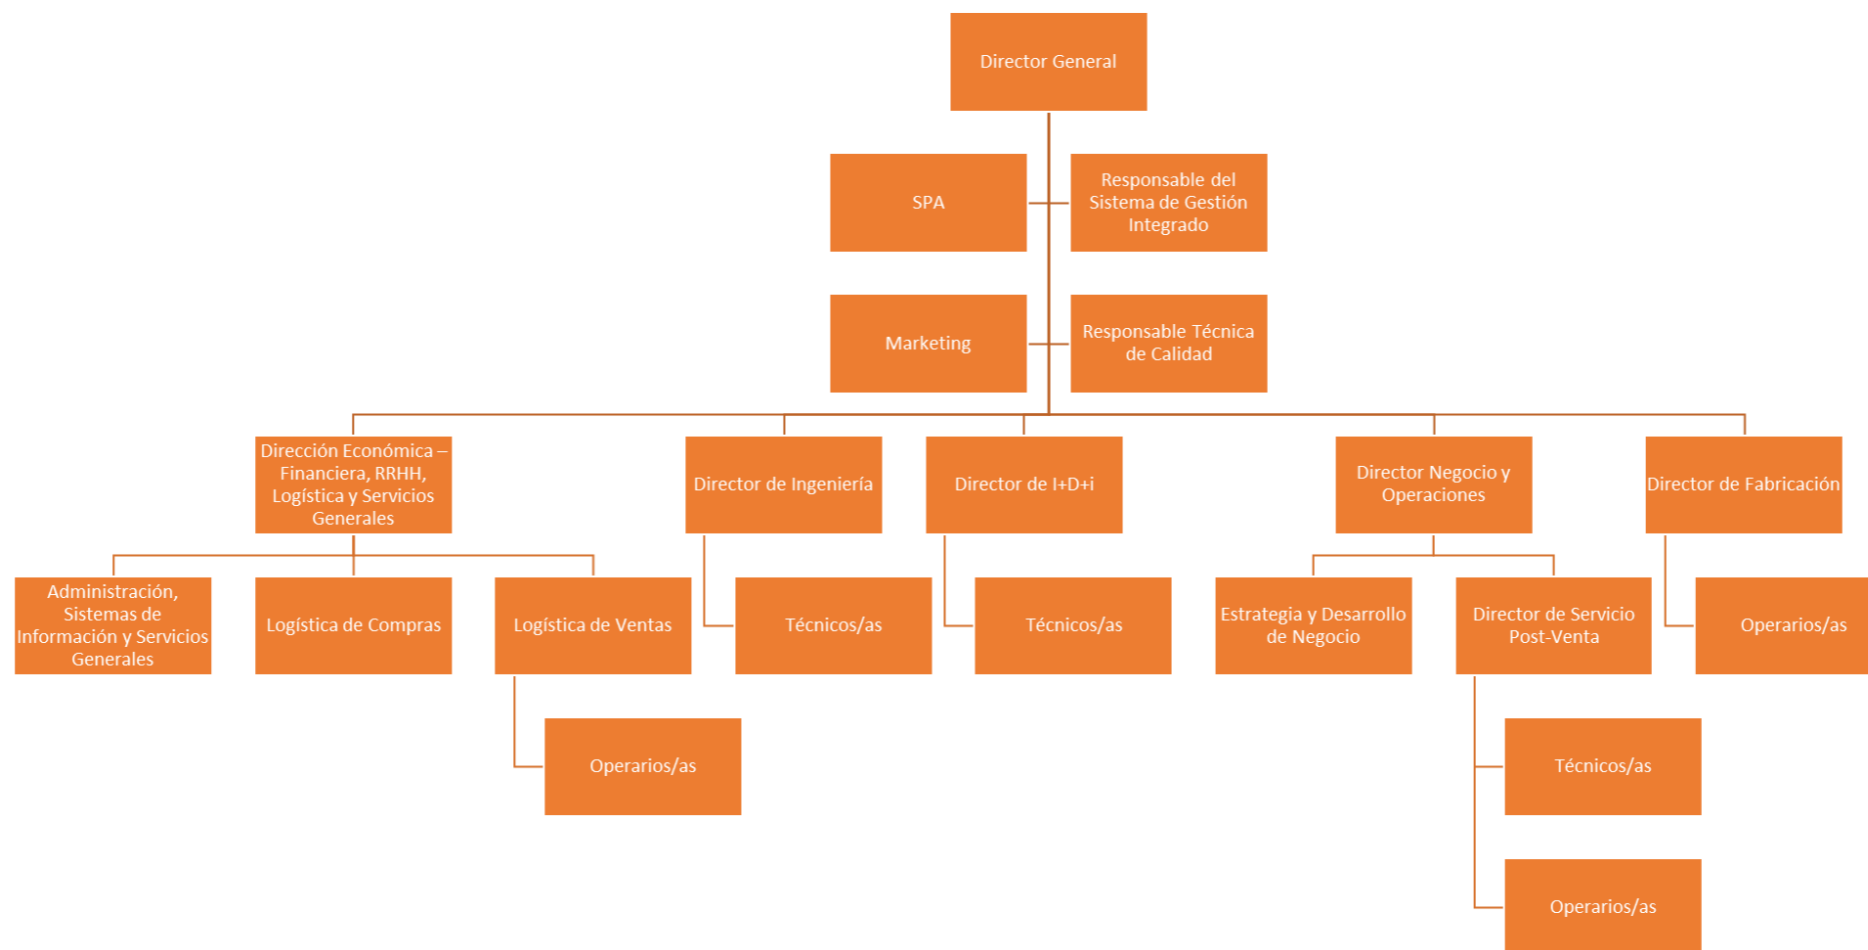 Director General
SPA
Responsable del
Sistema de Gestión
Integrado
Marketing
Responsable Técnica
de Calidad
Dirección Económica –
Financiera, RRHH,
Logística y Servicios
Generales
Director de Ingeniería
Director de I+D+i
Director Negocio y
Operaciones
Director de Fabricación
Administración,
Sistemas de
Información y Servicios
Generales
Logística de Compras
Logística de Ventas
Técnicos/as
Técnicos/as
Estrategia y Desarrollo
de Negocio
Director de Servicio
Post-Venta
Operarios/as
Operarios/as
Técnicos/as
Operarios/as